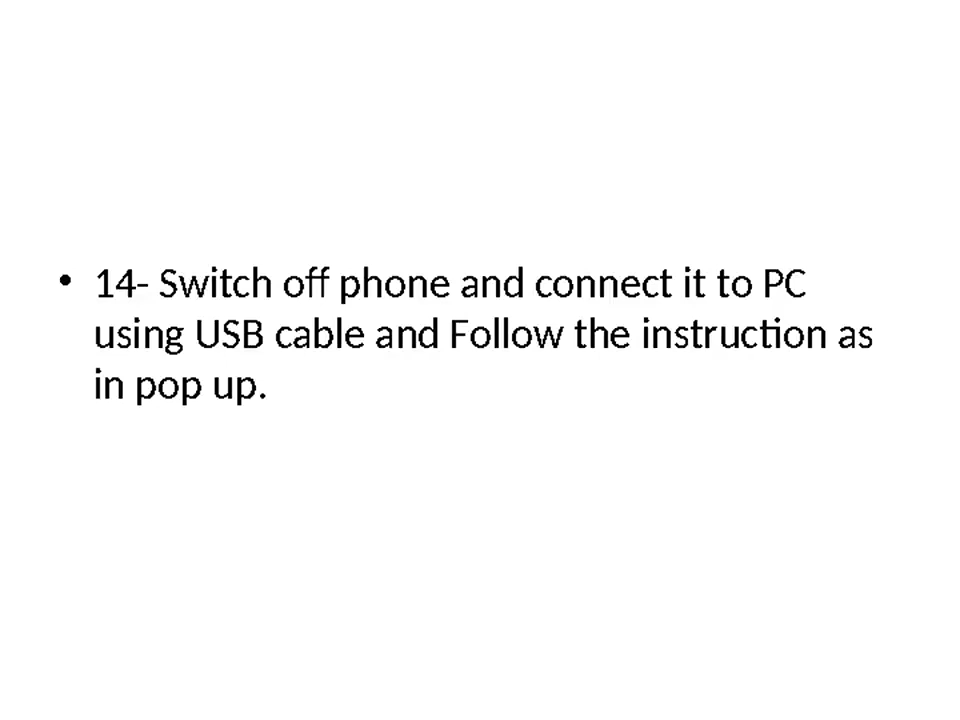 • 14- Switch off phone and connect it to PC
using USB cable and Follow the instruction as
in pop up.